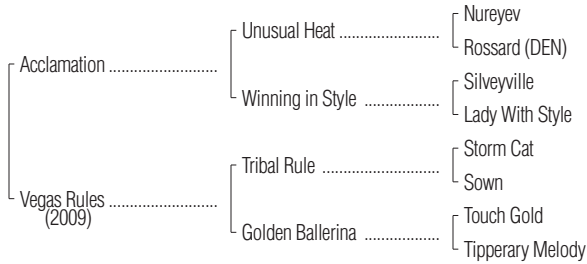 Nureyev
Unusual Heat ....................
Rossard (DEN)
Acclamation ......................
Silveyville
Winning in Style ...............
Lady With Style
Storm Cat
Tribal Rule ........................
Sown
Vegas Rules ......................
(2009)
Touch Gold
Golden Ballerina ...............
Tipperary Melody